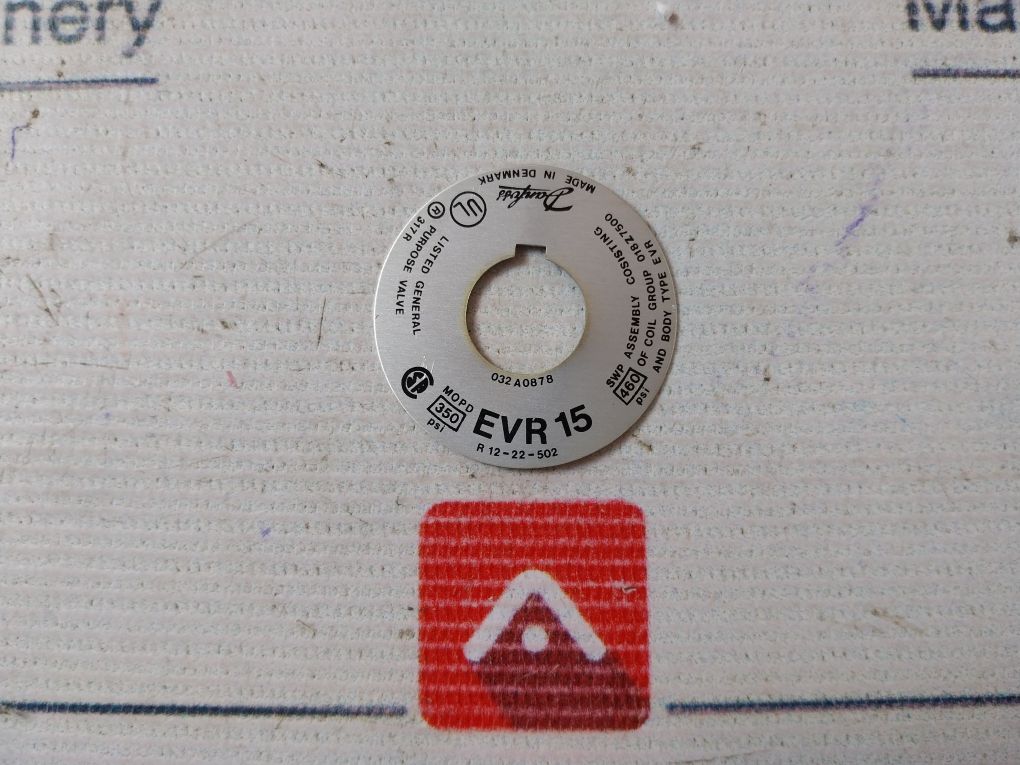 nery
Ma
MADE IN DENMARK
Danfoss
UL
®
317R
LISTED GENERAL
PURPOSE VALVE
SWP ASSEMBLY COSISTING
460 OF COIL GROUP 018Z7500
psi AND BODY TYPE EVR
032A0878
SP
MOPD
350
psi
EVR 15
R 12-22-502